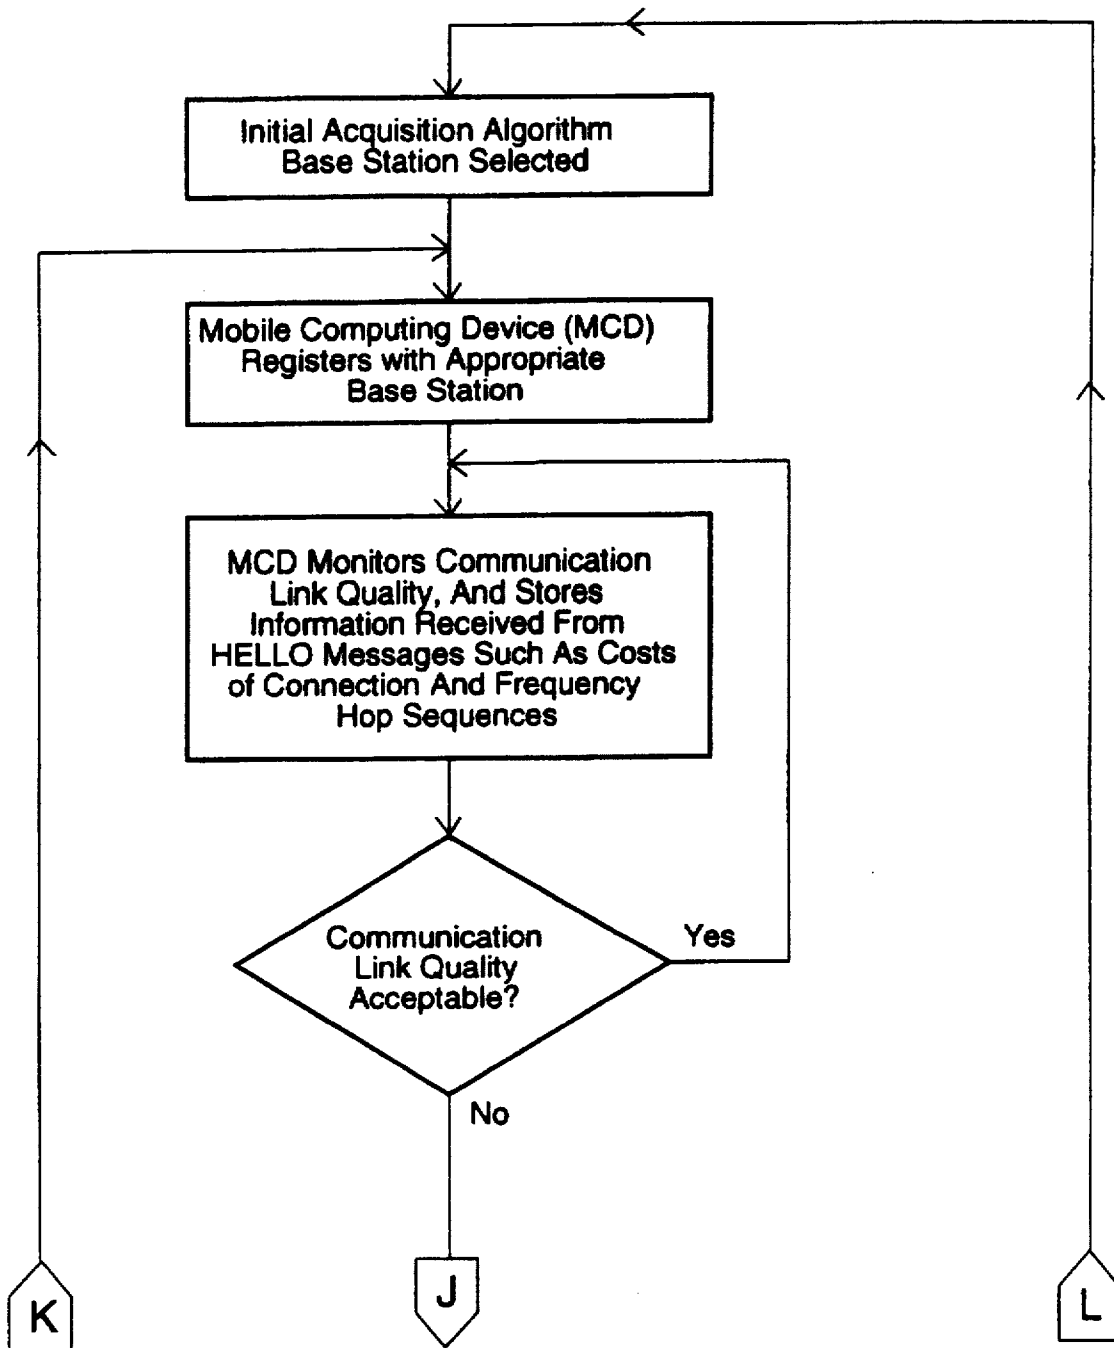 Initial Acquisition Algorithm
Base Station Selected
Mobile Computing Device (MCD)
Registers with Appropriate
Base Station
MCD Monitors Communication
Link Quality, And Stores
Information Received From
HELLO Messages Such As Costs
of Connection And Frequency
Hop Sequences
Communication
Link Quality
Acceptable?
Yes
No
K
J
L